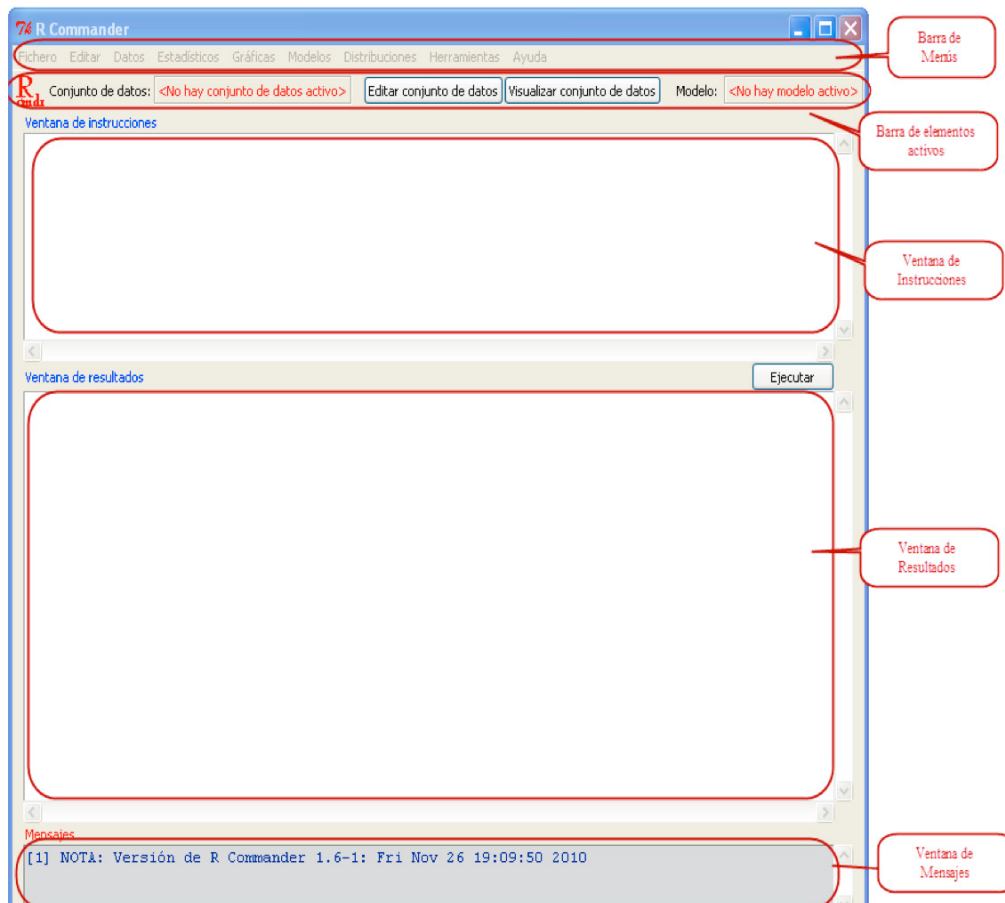 R Commander
Barra de
Menús
Fichero Editar Datos Estadísticos Gráficas Modelos Distribuciones Herramientas Ayuda
R
cmdr
Conjunto de datos: <No hay conjunto de datos activo> Editar conjunto de datos Visualizar conjunto de datos Modelo: <No hay modelo activo>
Barra de elementos
activos
Ventana de instrucciones
Ventana de
Instrucciones
Ventana de resultados
Ejecutar
Ventana de
Resultados
Mensajes
[1] NOTA: Versión de R Commander 1.6-1: Fri Nov 26 19:09:50 2010
Ventana de
Mensajes